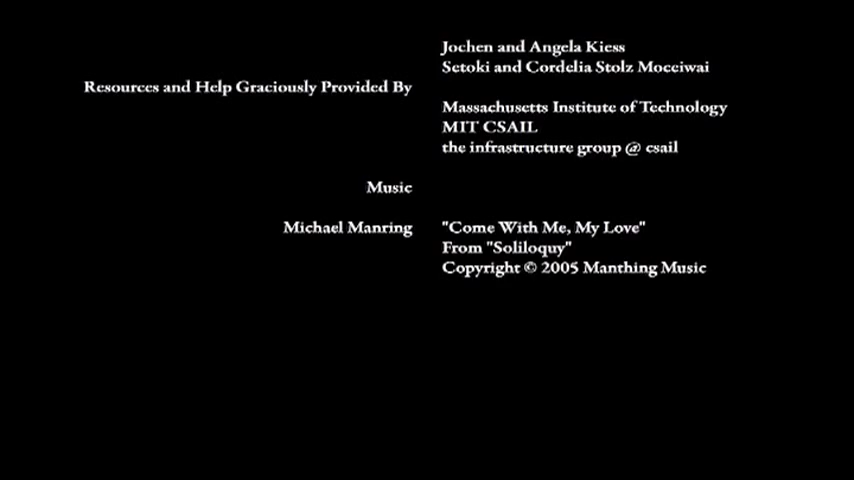 Jochen and Angela Kiess
Setoki and Cordelia Stolz Moceiwai
Resources and Help Graciously Provided By
Massachusetts Institute of Technology
MIT CSAIL
the infrastructure group @ csail
Music
Michael Manring "Come With Me, My Love"
From "Soliloquy"
Copyright © 2005 Manthing Music